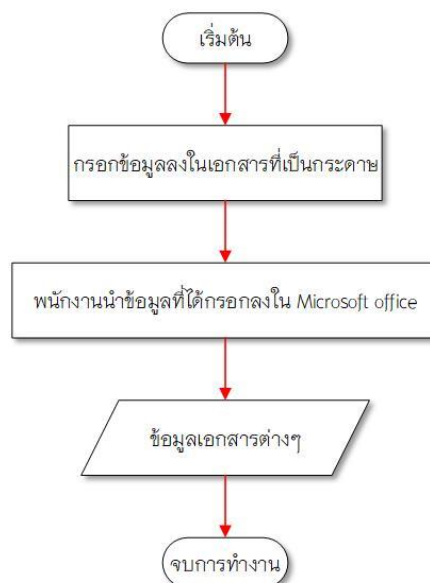 เริ่มต้น
กรอกข้อมูลลงในเอกสารที่เป็นกระดาษ
พนักงานนำข้อมูลที่ได้กรอกลงใน Microsoft office
ข้อมูลเอกสารต่างๆ
จบการทำงาน